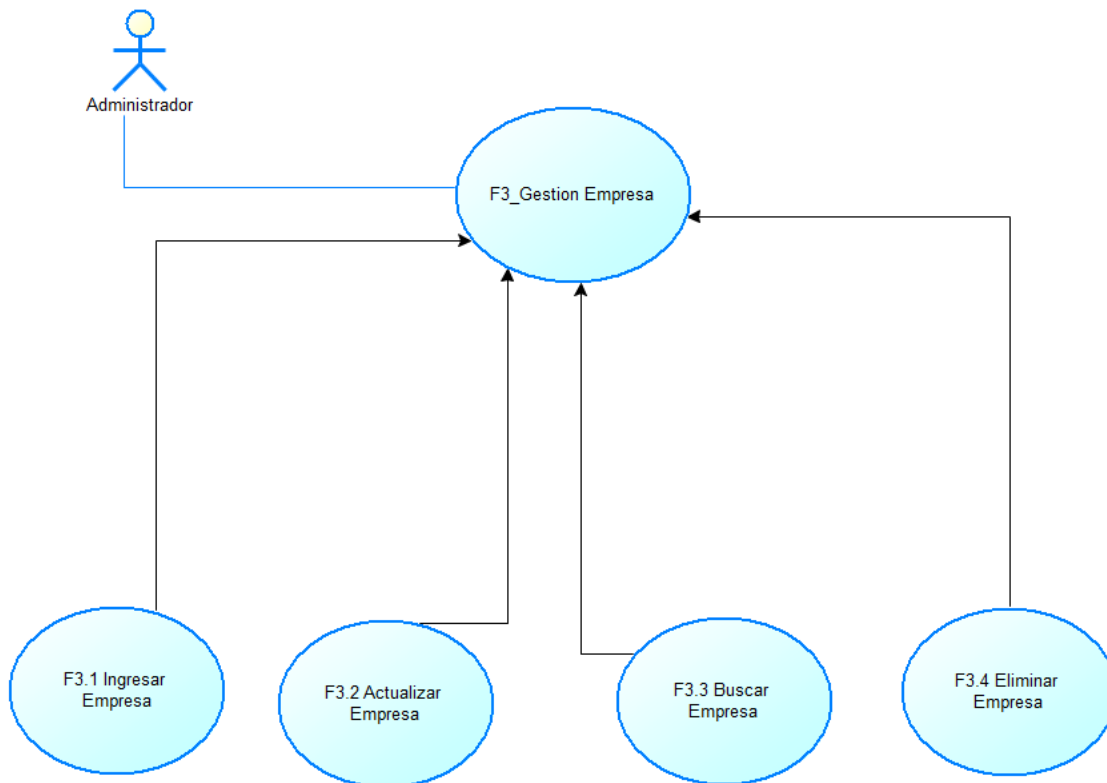 Administrador
F3_Gestion Empresa
F3.1 Ingresar
Empresa
F3.2 Actualizar
Empresa
F3.3 Buscar
Empresa
F3.4 Eliminar
Empresa